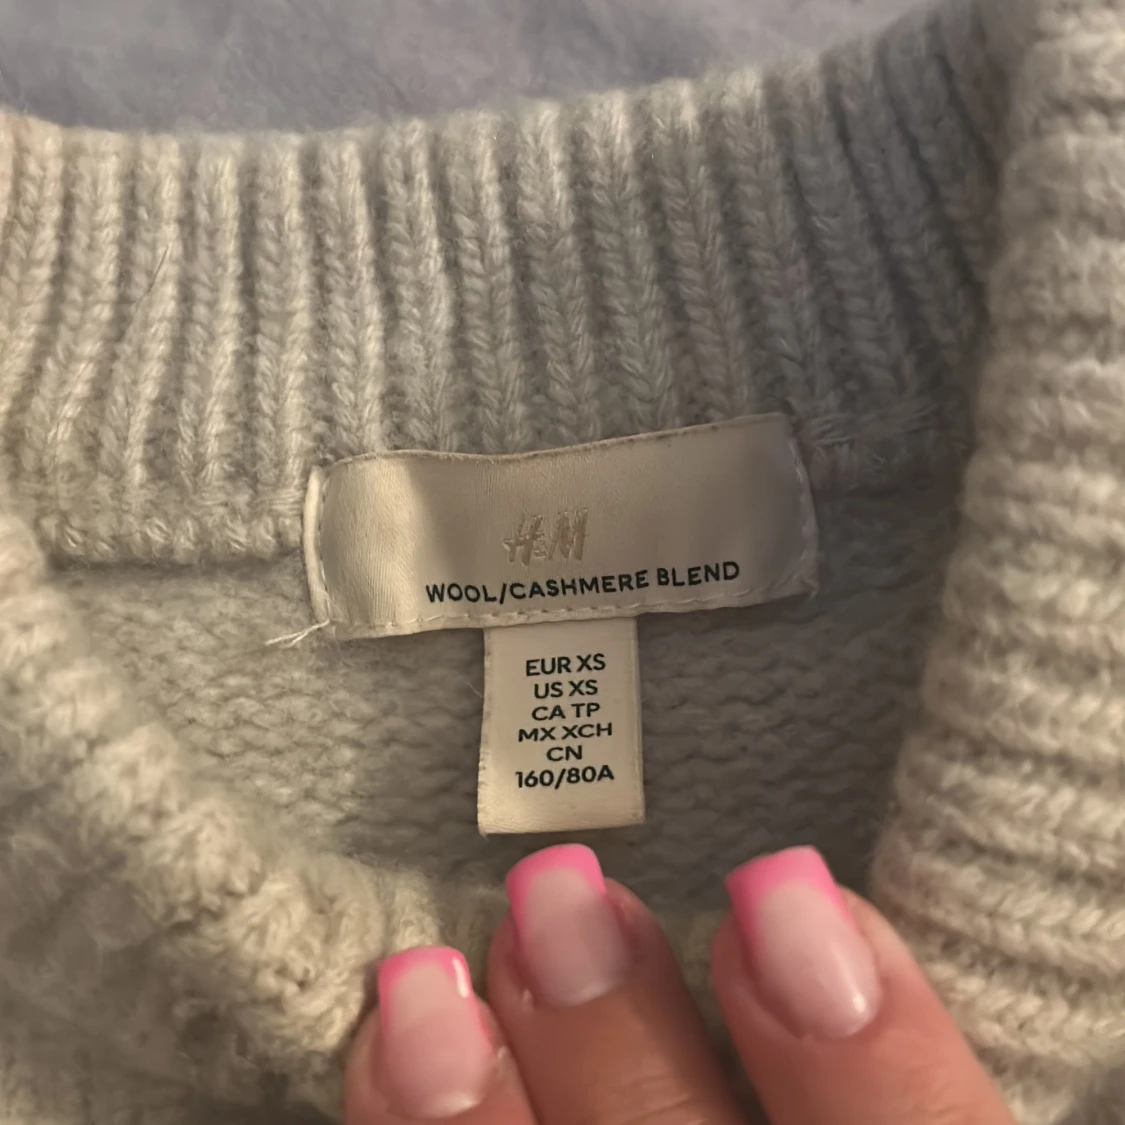 H&M
WOOL/CASHMERE BLEND
EUR XS
US XS
CA TP
MX XCH
CN
160/80A